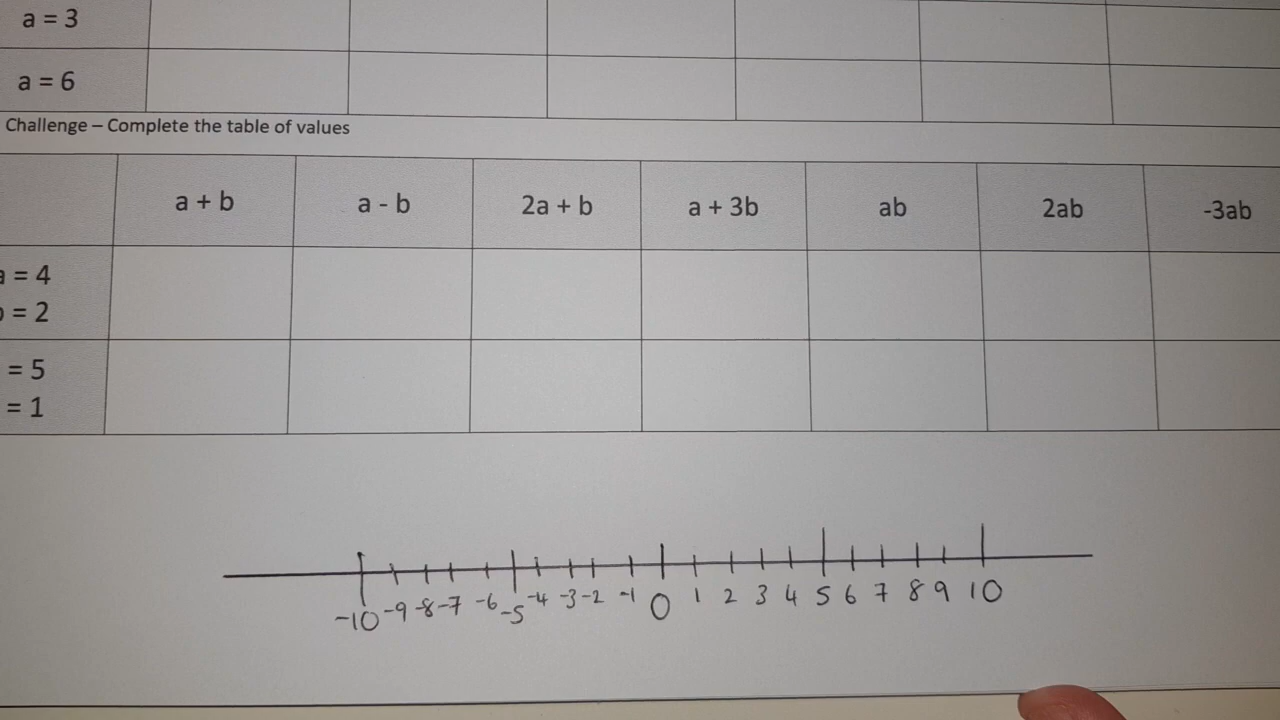 a = 3
a = 6
Challenge – Complete the table of values
a + b a - b 2a + b a + 3b ab 2ab -3ab
a = 4
b = 2
= 5
= 1
-10 -9 -8 -7 -6 -5 -4 -3 -2 -1 0 1 2 3 4 5 6 7 8 9 10